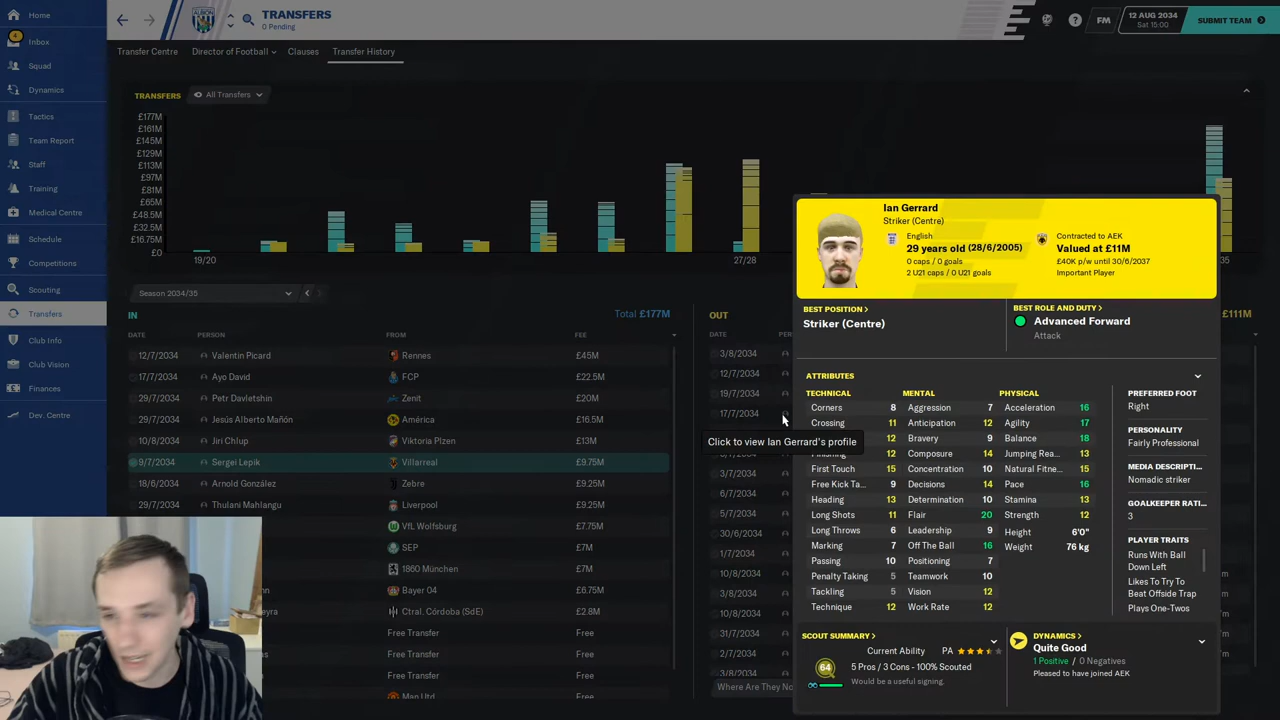 Home
TRANSFERS
0 Pending
FM
12 AUG 2034
Sat 15:00
SUBMIT TEAM
4
Inbox
Squad
Dynamics
Tactics
Team Report
Staff
Training
Medical Centre
Schedule
Competitions
Scouting
Transfers
Club Info
Club Vision
Finances
Dev. Centre
Transfer Centre
Director of Football
Clauses
Transfer History
TRANSFERS
All Transfers
£177M
£161M
£145M
£129M
£113M
£97M
£81M
£65M
£48.5M
£32.5M
£16.75M
£0
19/20
27/28
35
Season 2034/35
IN
Total £177M
DATE
PERSON
FROM
FEE
12/7/2034 Valentin Picard Rennes £45M
17/7/2034 Ayo David FCP £22.5M
29/7/2034 Petr Davletshin Zenit £20M
29/7/2034 Jesús Alberto Mañón América £16.5M
10/8/2034 Jiri Chlup Viktoria Plzen £13M
9/7/2034 Sergei Lepik Villarreal £9.75M
18/6/2034 Arnold González Zebre £9.25M
29/7/2034 Thulani Mahlangu Liverpool £9.25M
VfL Wolfsburg £7.75M
SEP £7M
1860 München £7M
Bayer 04 £6.75M
Ctral. Córdoba (SdE) £2.8M
Free Transfer Free
Free Transfer Free
Free Transfer Free
Man Utd Free
OUT
£111M
DATE
PER
3/8/2034
12/7/2034
19/7/2034
17/7/2034
3/7/2034
6/7/2034
5/7/2034
30/6/2034
1/7/2034
10/8/2034
3/8/2034
10/8/2034
31/7/2034
2/7/2034
3/8/2034
Where Are They No
Click to view Ian Gerrard's profile
Ian Gerrard
Striker (Centre)
English
29 years old (28/6/2005)
0 caps / 0 goals
2 U21 caps / 0 U21 goals
Contracted to AEK
Valued at £11M
£40K p/w until 30/6/2037
Important Player
BEST POSITION
Striker (Centre)
BEST ROLE AND DUTY
Advanced Forward
Attack
ATTRIBUTES
TECHNICAL
Corners 8
Crossing 11
12
Finishing 12
First Touch 15
Free Kick Ta... 9
Heading 13
Long Shots 11
Long Throws 6
Marking 7
Passing 10
Penalty Taking 5
Tackling 5
Technique 12
MENTAL
Aggression 7
Anticipation 12
Bravery 9
Composure 14
Concentration 10
Decisions 14
Determination 10
Flair 20
Leadership 9
Off The Ball 16
Positioning 7
Teamwork 10
Vision 12
Work Rate 12
PHYSICAL
Acceleration 16
Agility 17
Balance 18
Jumping Rea... 13
Natural Fitne... 15
Pace 16
Stamina 13
Strength 12
Height 6'0"
Weight 76 kg
PREFERRED FOOT
Right
PERSONALITY
Fairly Professional
MEDIA DESCRIPTI...
Nomadic striker
GOALKEEPER RATI...
3
PLAYER TRAITS
Runs With Ball
Down Left
Likes To Try To
Beat Offside Trap
Plays One-Twos
SCOUT SUMMARY
Current Ability PA
64
5 Pros / 3 Cons - 100% Scouted
Would be a useful signing.
DYNAMICS
Quite Good
1 Positive / 0 Negatives
Pleased to have joined AEK